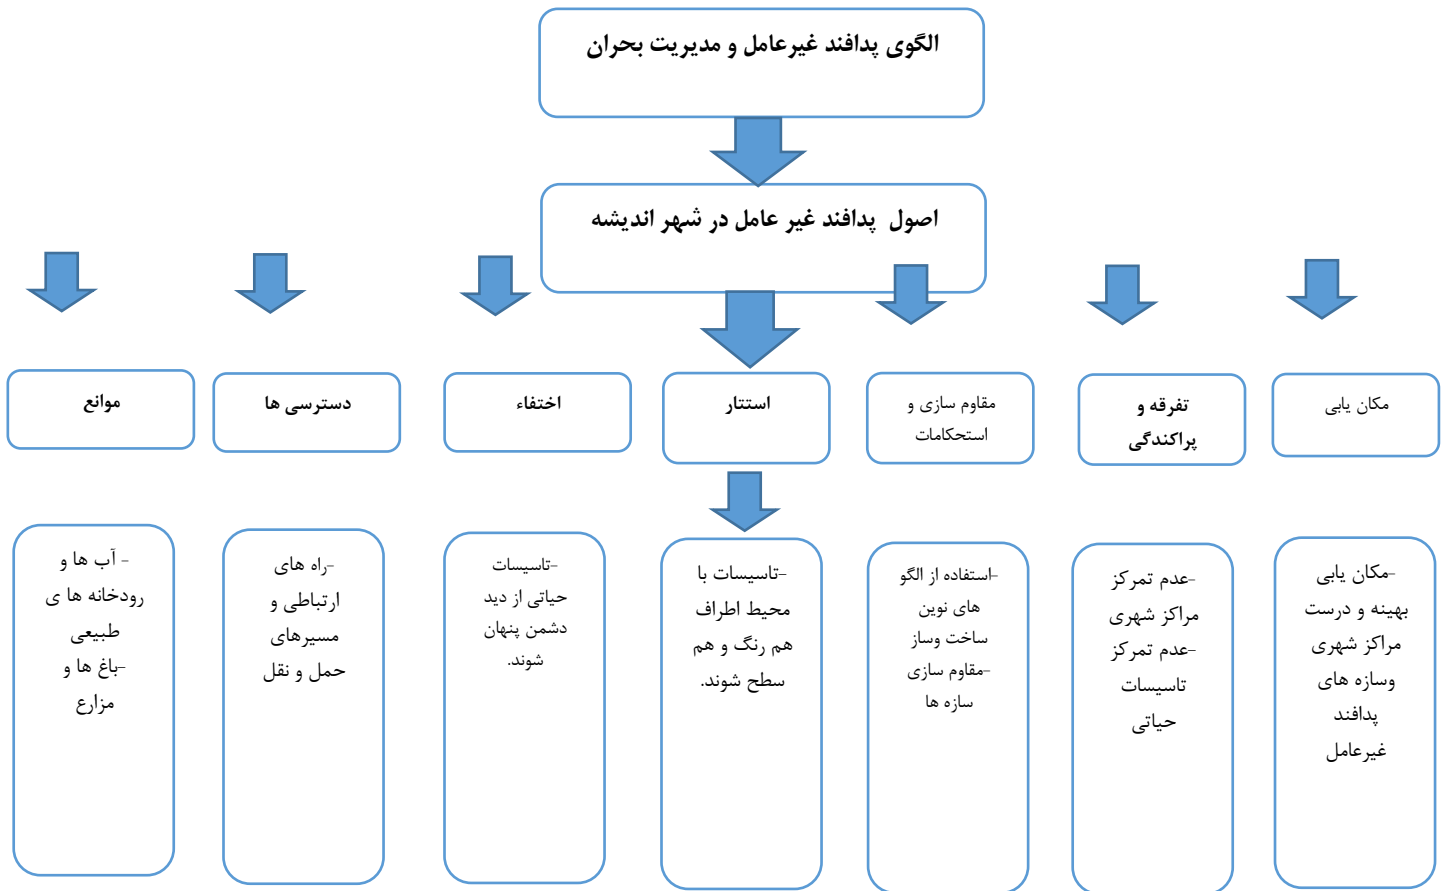 الگوی پدافند غیرعامل و مدیریت بحران
اصول پدافند غیر عامل در شهر اندیشه
مکان یابی
تفرقه و
پراکندگی
مقاوم سازی و
استحکامات
استتار
اختفاء
دسترسی ها
موانع
-مکان یابی
بهینه و درست
مراکز شهری
وسازه های
پدافند
غیرعامل
-عدم تمرکز
مراکز شهری
-عدم تمرکز
تاسیسات
حیاتی
-استفاده از الگو
های نوین
ساخت وساز
-مقاوم سازی
سازه ها
-تاسیسات با
محیط اطراف
هم رنگ و هم
سطح شوند.
-تاسیسات
حیاتی از دید
دشمن پنهان
شوند.
-راه های
ارتباطی و
مسیرهای
حمل و نقل
- آب ها و
رودخانه ها ی
طبیعی
-باغ ها و
مزارع